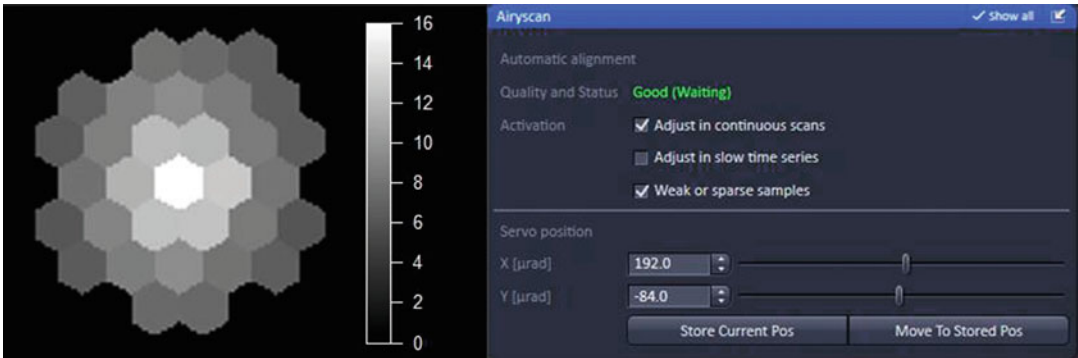 16
14
12
10
8
6
4
2
0
Airyscan Show all
Automatic alignment
Quality and Status Good (Waiting)
Activation Adjust in continuous scans
Adjust in slow time series
Weak or sparse samples
Servo position
X [µrad] 192.0
Y [µrad] -84.0
Store Current Pos Move To Stored Pos